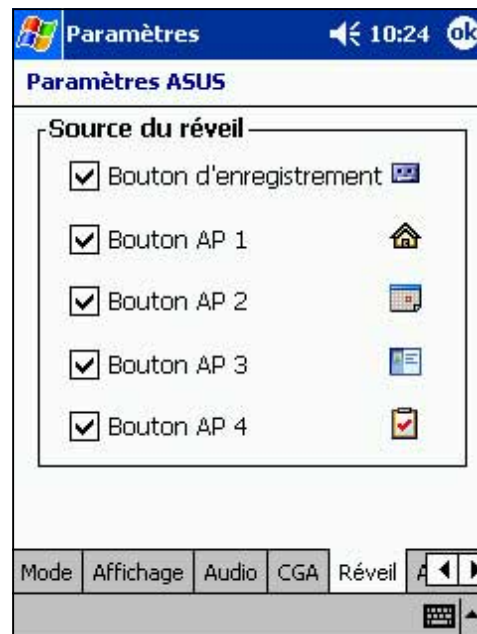 Paramètres 10:24 ok
Paramètres ASUS
Source du réveil
Bouton d'enregistrement
Bouton AP 1
Bouton AP 2
Bouton AP 3
Bouton AP 4
Mode Affichage Audio CGA Réveil